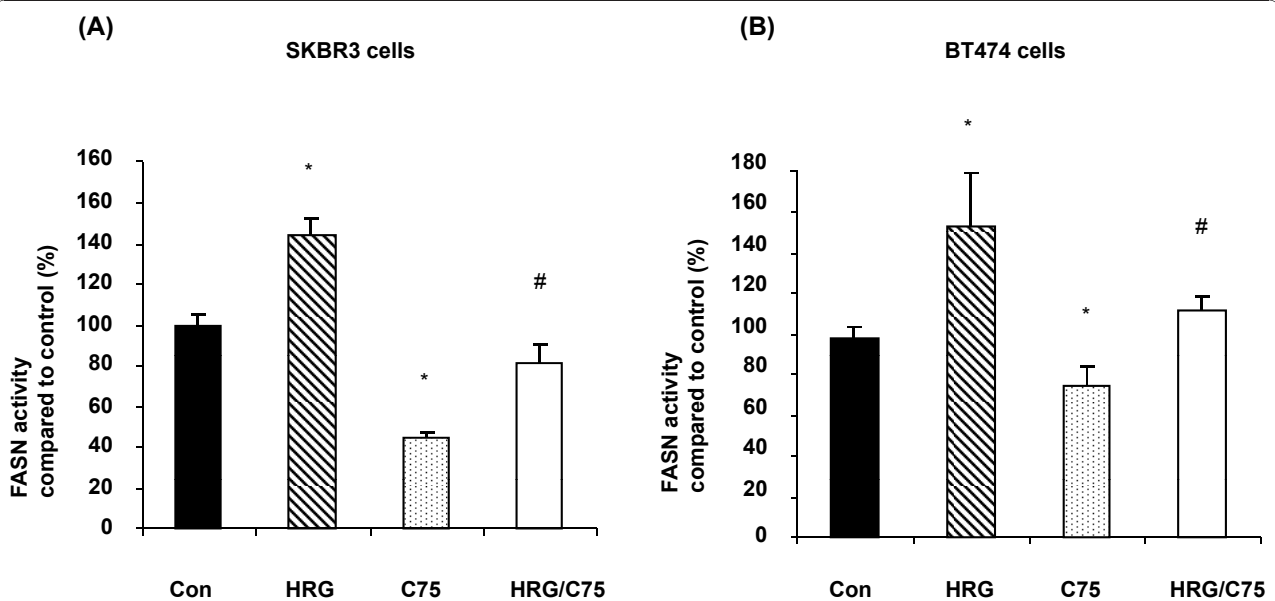 (A)
SKBR3 cells
FASN activity
compared to control (%)
160
140
120
100
80
60
40
20
0
*
*
#
Con HRG C75 HRG/C75
(B)
BT474 cells
FASN activity
compared to control (%)
180
160
140
120
100
80
60
40
20
0
*
*
#
Con HRG C75 HRG/C75